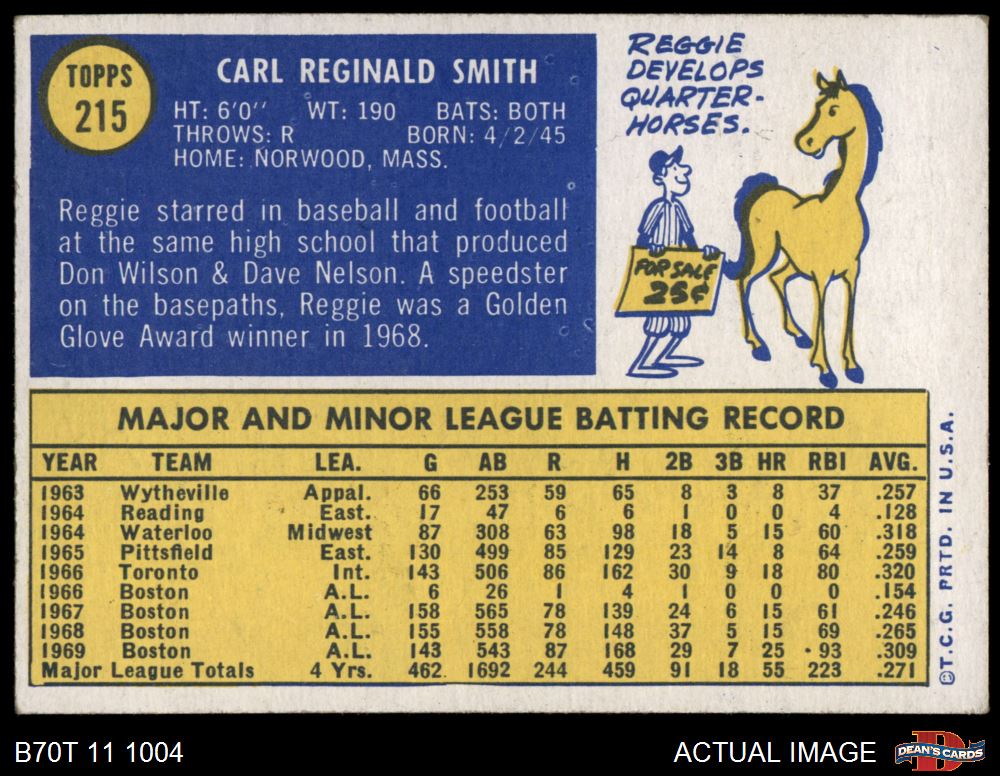 TOPPS
215
CARL REGINALD SMITH
HT: 6'0" WT: 190 BATS: BOTH
THROWS: R BORN: 4/2/45
HOME: NORWOOD, MASS.
Reggie starred in baseball and football
at the same high school that produced
Don Wilson & Dave Nelson. A speedster
on the basepaths, Reggie was a Golden
Glove Award winner in 1968.
REGGIE
DEVELOPS
QUARTER-
HORSES.
FOR SALE
25¢
MAJOR AND MINOR LEAGUE BATTING RECORD
YEAR TEAM LEA. G AB R H 2B 3B HR RBI AVG.
1963 Wytheville Appal. 66 253 59 65 8 3 8 37 .257
1964 Reading East. 17 47 6 6 1 0 0 4 .128
1964 Waterloo Midwest 87 308 63 98 18 5 15 60 .318
1965 Pittsfield East. 130 499 85 129 23 14 8 64 .259
1966 Toronto Int. 143 506 86 162 30 9 18 80 .320
1966 Boston A.L. 6 26 1 4 1 0 0 0 .154
1967 Boston A.L. 158 565 78 139 24 6 15 61 .246
1968 Boston A.L. 155 558 78 148 37 5 15 69 .265
1969 Boston A.L. 143 543 87 168 29 7 25 93 .309
Major League Totals 4 Yrs. 462 1692 244 459 91 18 55 223 .271
©T.C.G. PRTD. IN U.S.A.
B70T 11 1004
ACTUAL IMAGE
DEAN'S CARDS